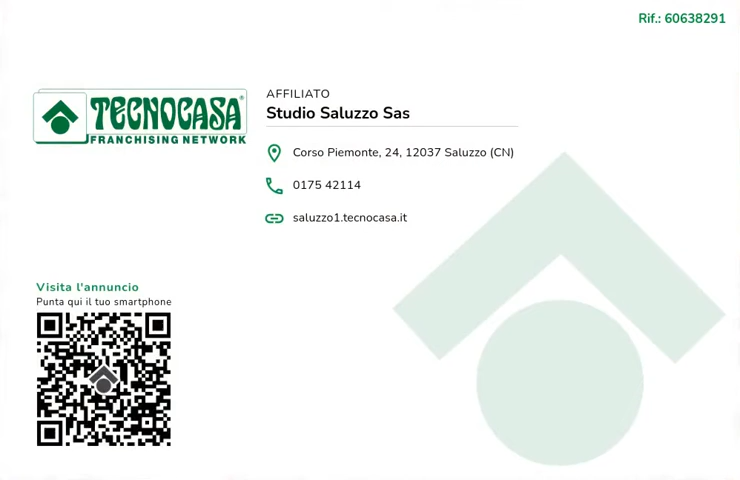 Rif.: 60638291
TECNOCASA®
FRANCHISING NETWORK
AFFILIATO
Studio Saluzzo Sas
Corso Piemonte, 24, 12037 Saluzzo (CN)
0175 42114
saluzzo1.tecnocasa.it
Visita l'annuncio
Punta qui il tuo smartphone